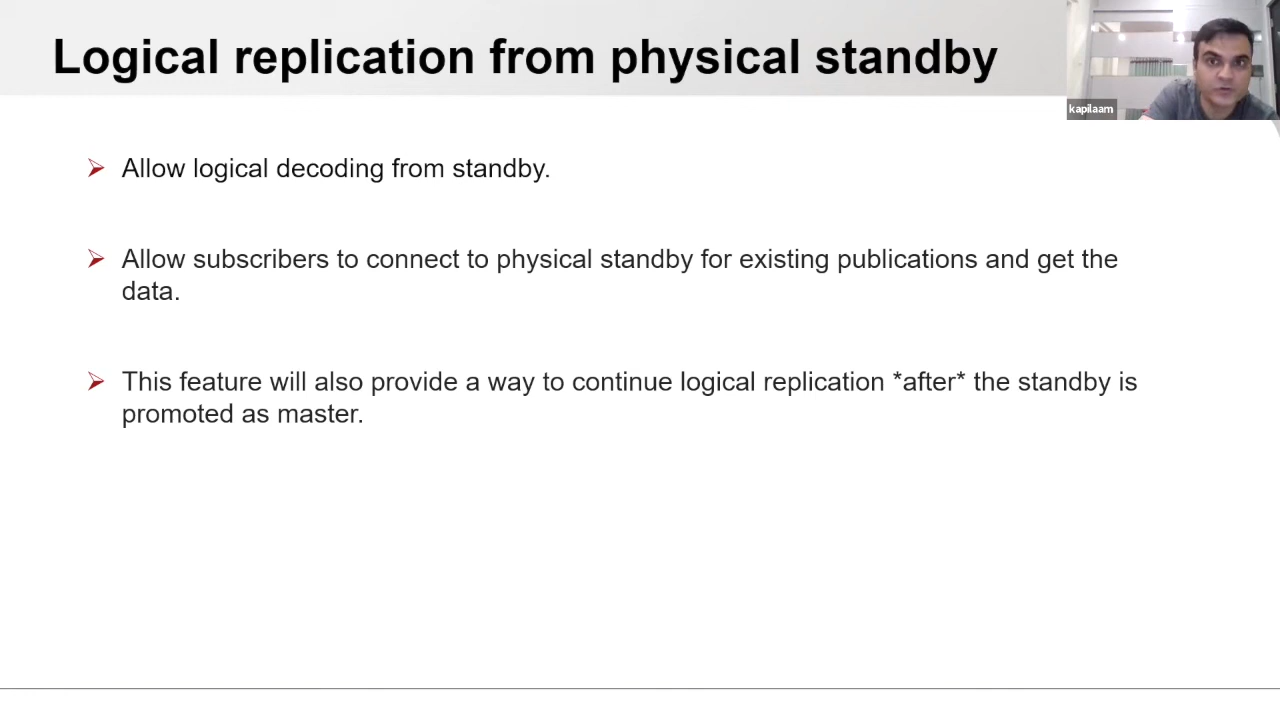 Logical replication from physical standby
kapilaam
Allow logical decoding from standby.
Allow subscribers to connect to physical standby for existing publications and get the
data.
This feature will also provide a way to continue logical replication *after* the standby is
promoted as master.